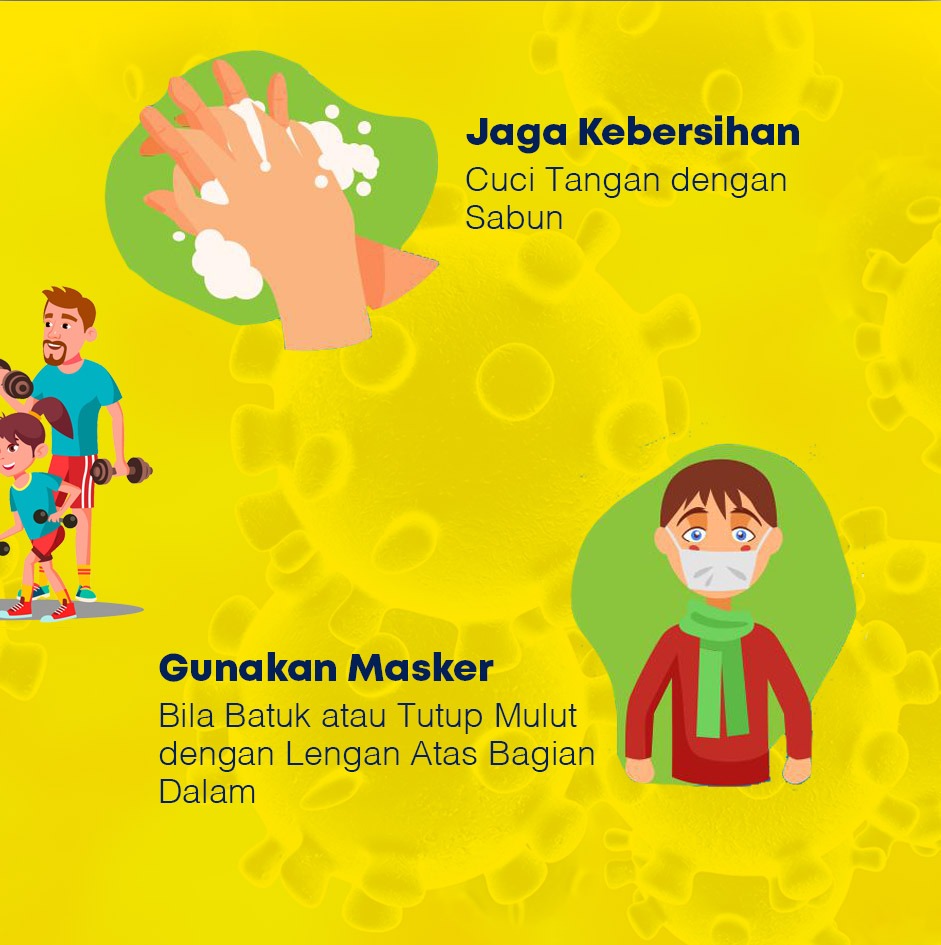 Jaga Kebersihan
Cuci Tangan dengan
Sabun
Gunakan Masker
Bila Batuk atau Tutup Mulut
dengan Lengan Atas Bagian
Dalam